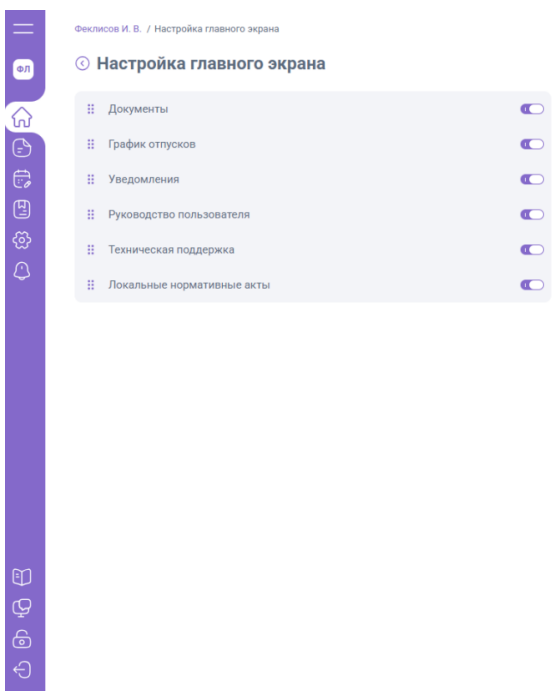 Феклисов И. В. / Настройка главного экрана
ФЛ
Настройка главного экрана
Документы
График отпусков
Уведомления
Руководство пользователя
Техническая поддержка
Локальные нормативные акты